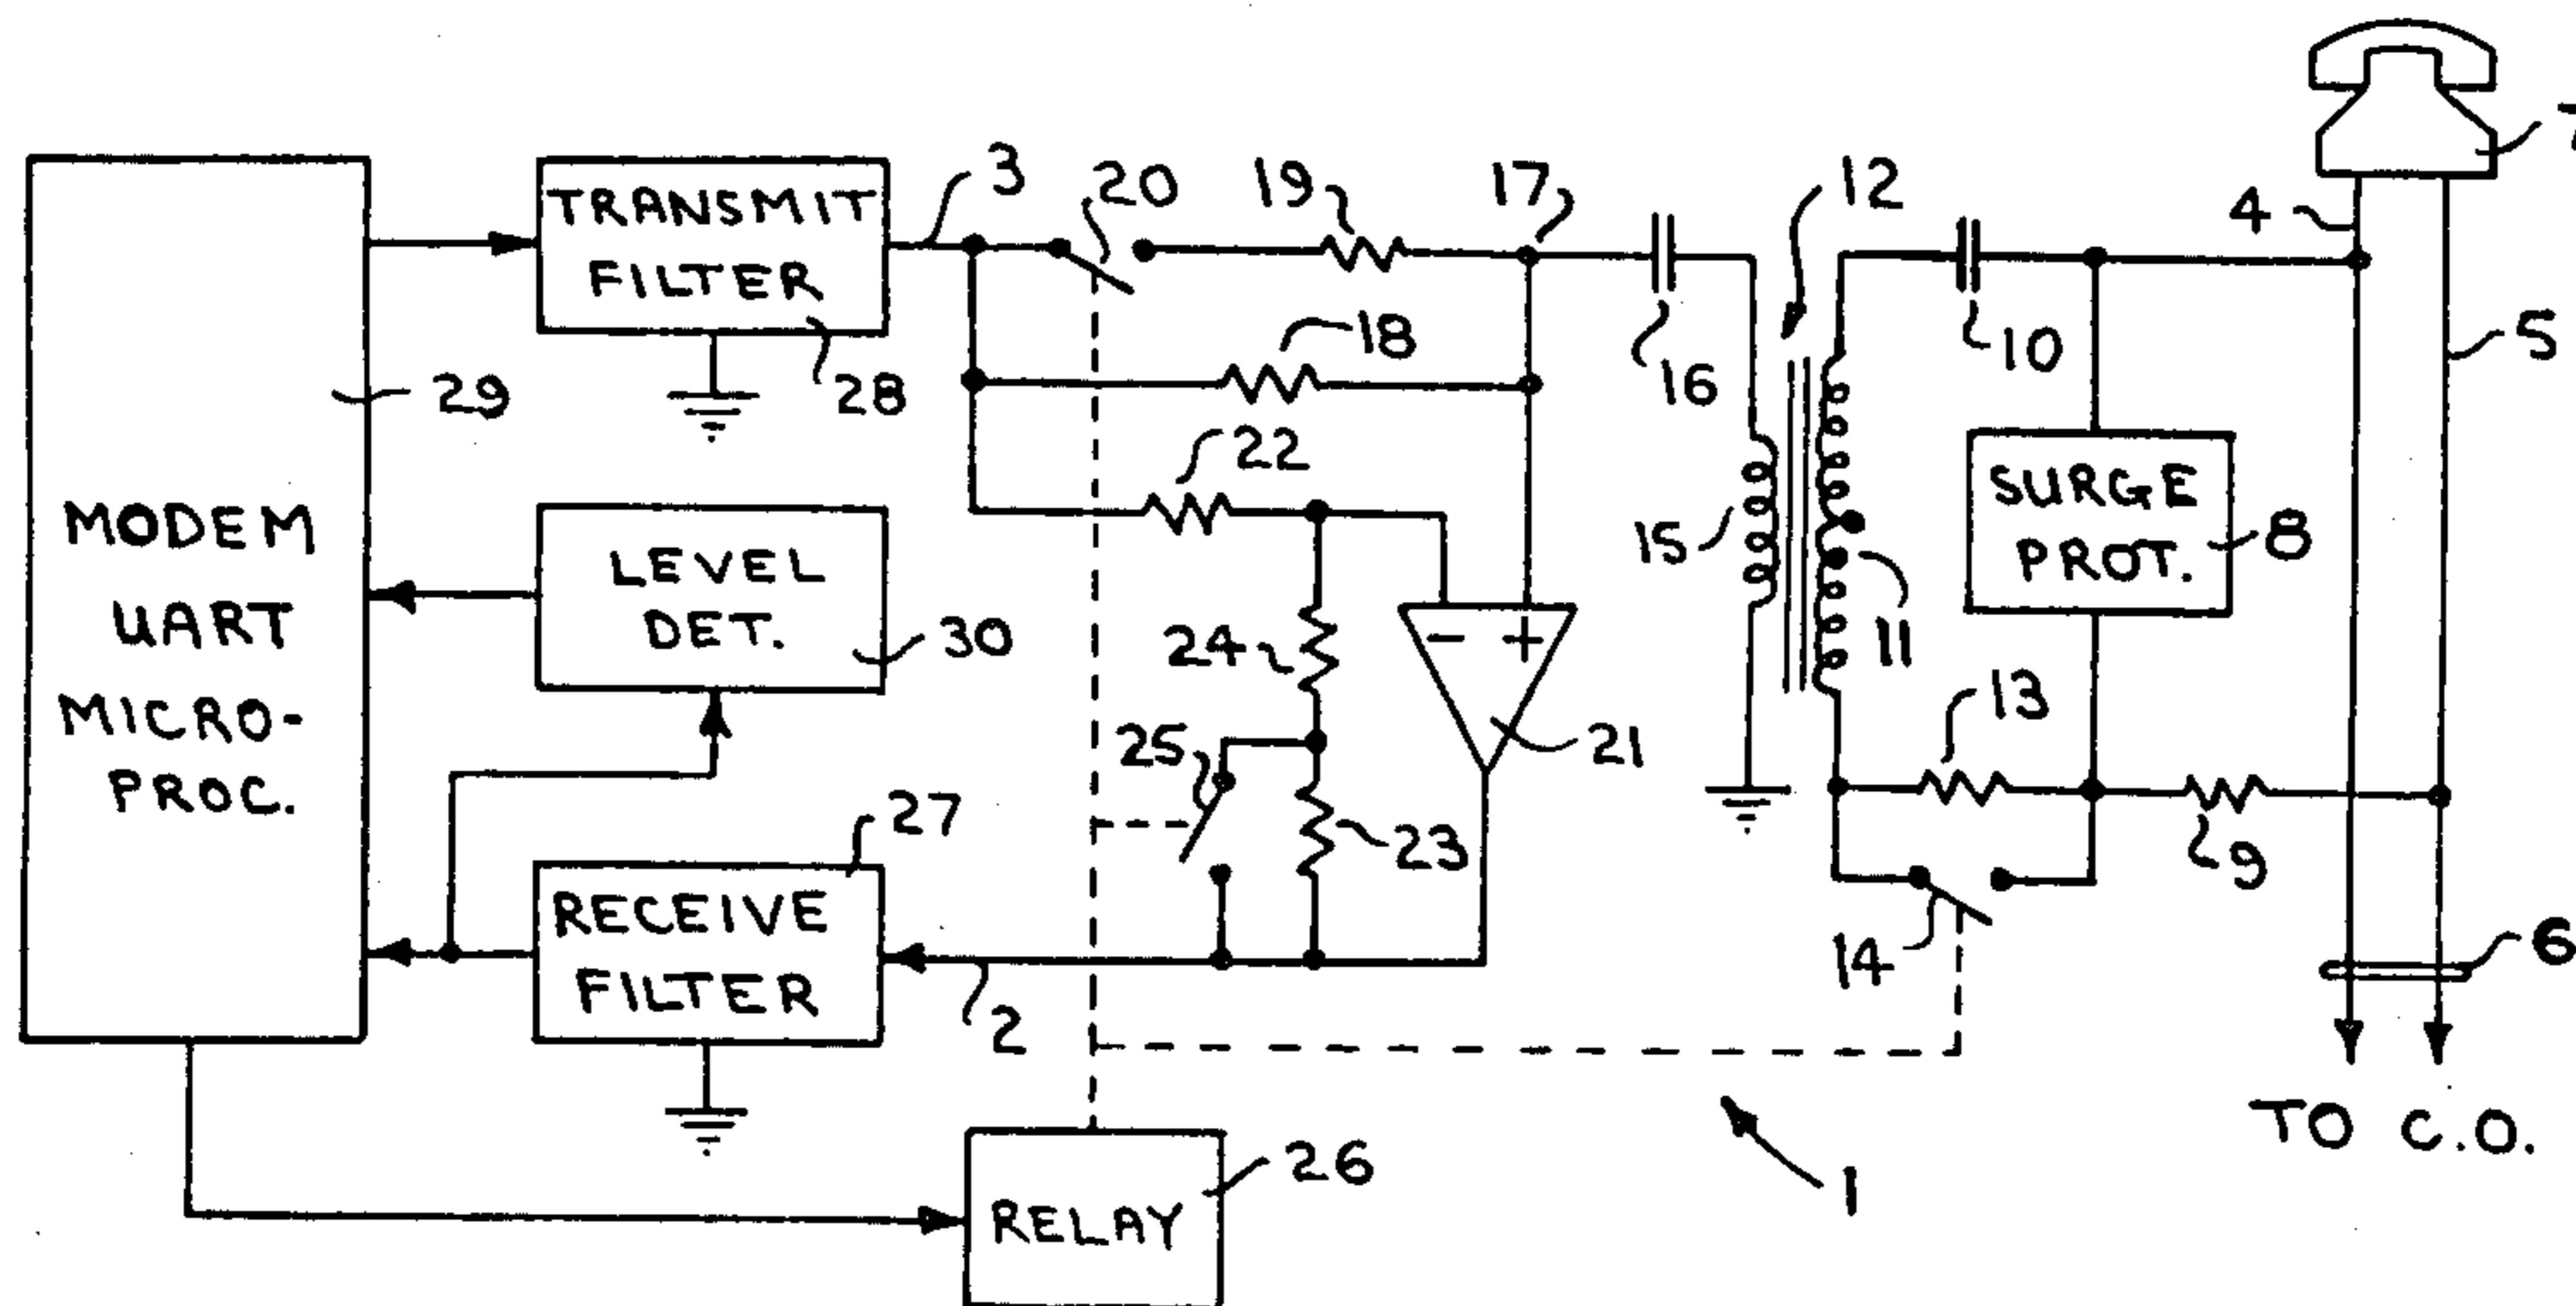 TRANSMIT
FILTER
28
3
20
19
17
16
12
10
4
7
5
18
22
15
11
SURGE
PROT.
8
MODEM
UART
MICRO-
PROC.
29
LEVEL
DET.
30
24
25
23
- +
21
13
9
14
6
RECEIVE
FILTER
27
2
RELAY
26
1
TO C.O.